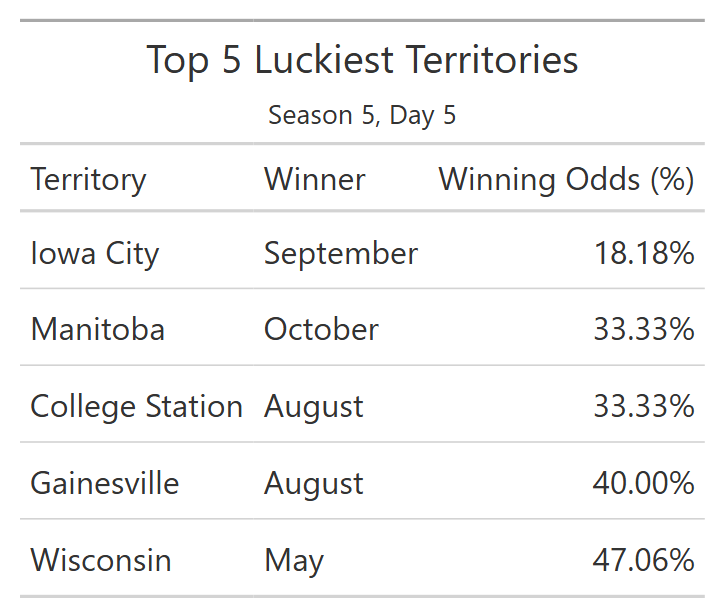 Top 5 Luckiest Territories
Season 5, Day 5
Territory Winner Winning Odds (%)
Iowa City September 18.18%
Manitoba October 33.33%
College Station August 33.33%
Gainesville August 40.00%
Wisconsin May 47.06%